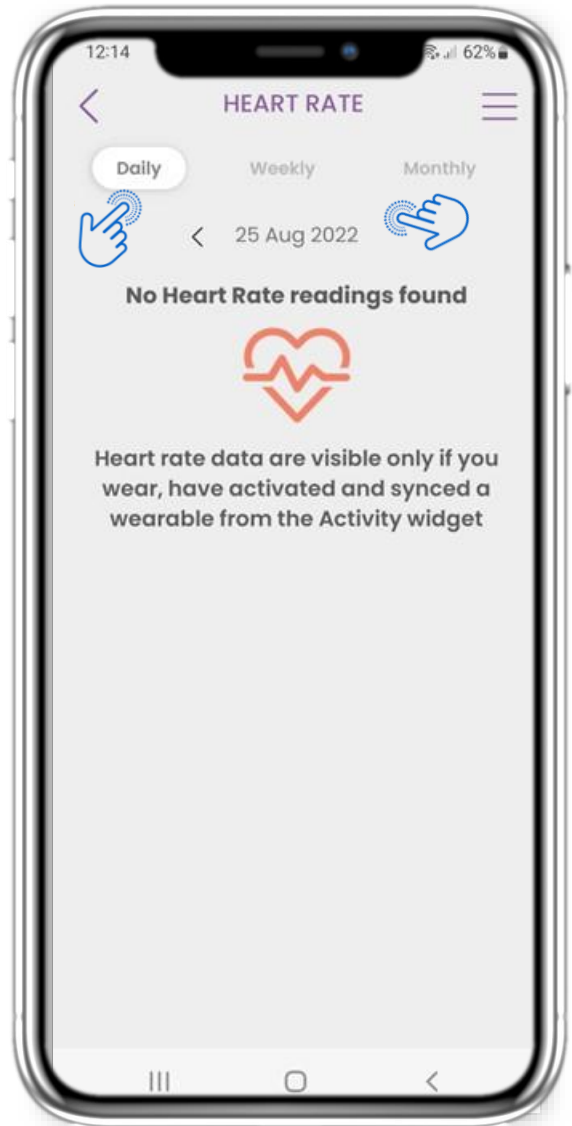 12:14 62%
HEART RATE
Daily Weekly Monthly
25 Aug 2022
No Heart Rate readings found
Heart rate data are visible only if you
wear, have activated and synced a
wearable from the Activity widget